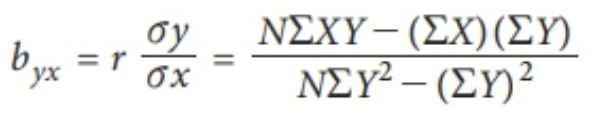 b_yx = r σy/σx = (NΣXY − (ΣX)(ΣY))/(NΣY² − (ΣY)²)